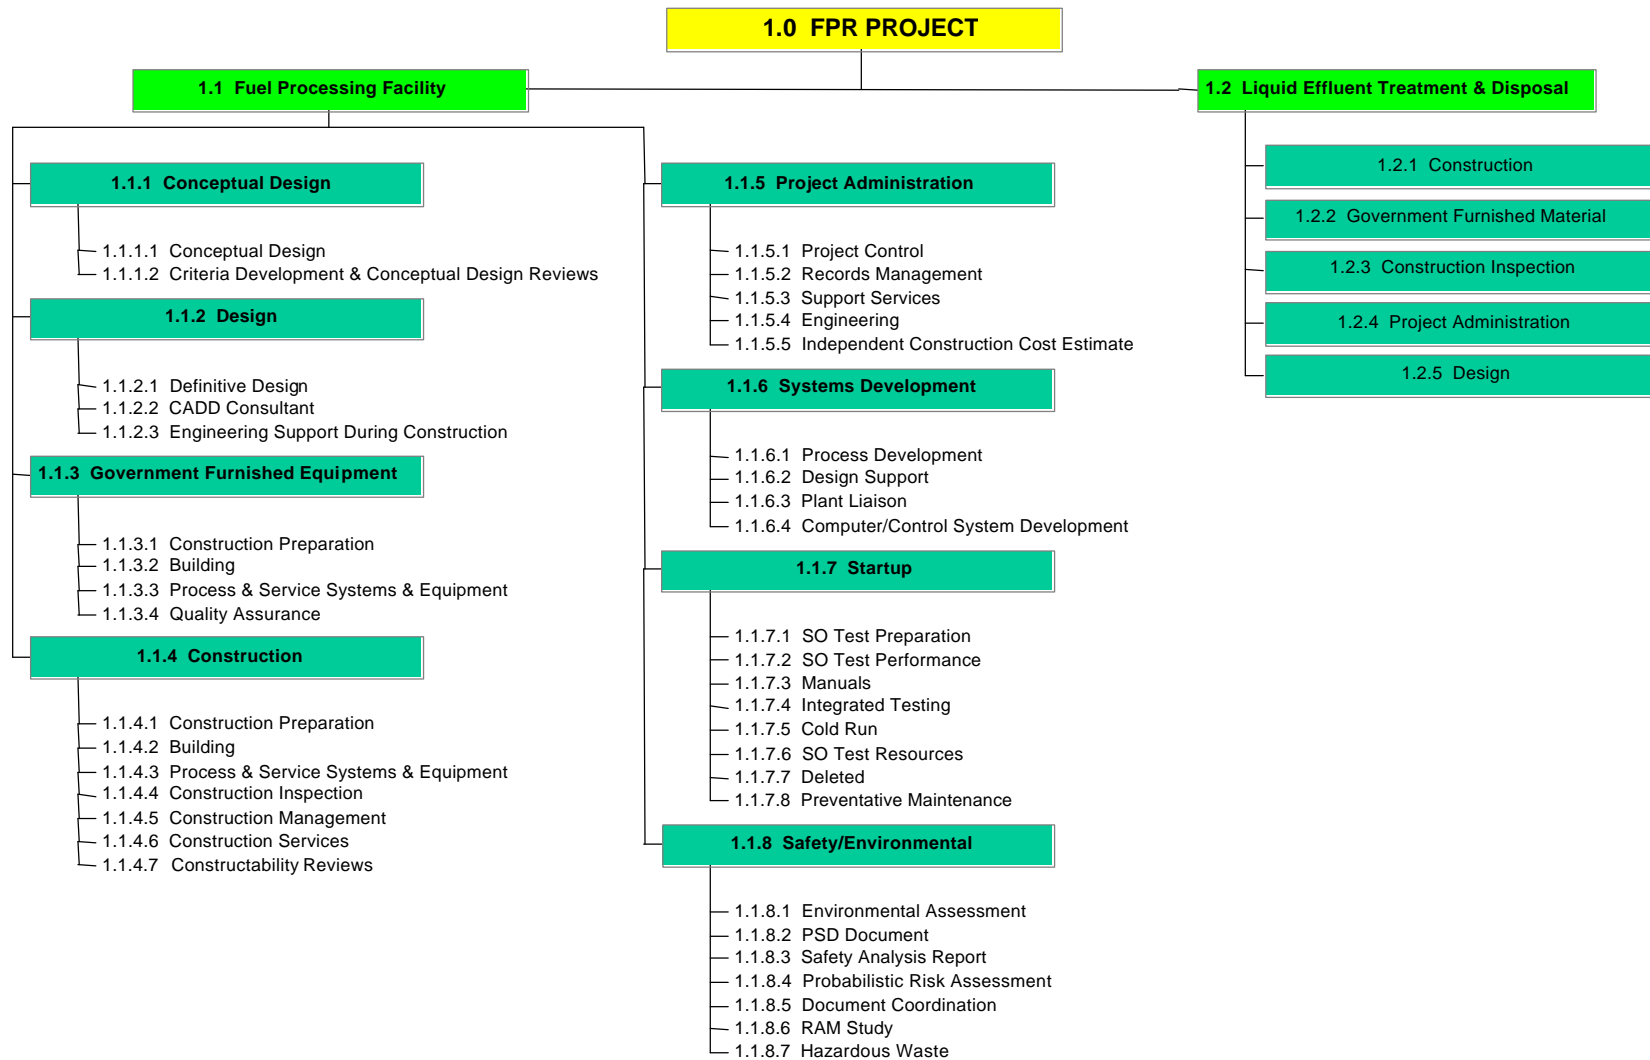 1.0 FPR PROJECT
1.1 Fuel Processing Facility
1.2 Liquid Effluent Treatment & Disposal
1.1.1 Conceptual Design
1.1.1.1 Conceptual Design
1.1.1.2 Criteria Development & Conceptual Design Reviews
1.1.2 Design
1.1.2.1 Definitive Design
1.1.2.2 CADD Consultant
1.1.2.3 Engineering Support During Construction
1.1.3 Government Furnished Equipment
1.1.3.1 Construction Preparation
1.1.3.2 Building
1.1.3.3 Process & Service Systems & Equipment
1.1.3.4 Quality Assurance
1.1.4 Construction
1.1.4.1 Construction Preparation
1.1.4.2 Building
1.1.4.3 Process & Service Systems & Equipment
1.1.4.4 Construction Inspection
1.1.4.5 Construction Management
1.1.4.6 Construction Services
1.1.4.7 Constructability Reviews
1.1.5 Project Administration
1.1.5.1 Project Control
1.1.5.2 Records Management
1.1.5.3 Support Services
1.1.5.4 Engineering
1.1.5.5 Independent Construction Cost Estimate
1.1.6 Systems Development
1.1.6.1 Process Development
1.1.6.2 Design Support
1.1.6.3 Plant Liaison
1.1.6.4 Computer/Control System Development
1.1.7 Startup
1.1.7.1 SO Test Preparation
1.1.7.2 SO Test Performance
1.1.7.3 Manuals
1.1.7.4 Integrated Testing
1.1.7.5 Cold Run
1.1.7.6 SO Test Resources
1.1.7.7 Deleted
1.1.7.8 Preventative Maintenance
1.1.8 Safety/Environmental
1.1.8.1 Environmental Assessment
1.1.8.2 PSD Document
1.1.8.3 Safety Analysis Report
1.1.8.4 Probabilistic Risk Assessment
1.1.8.5 Document Coordination
1.1.8.6 RAM Study
1.1.8.7 Hazardous Waste
1.2.1 Construction
1.2.2 Government Furnished Material
1.2.3 Construction Inspection
1.2.4 Project Administration
1.2.5 Design